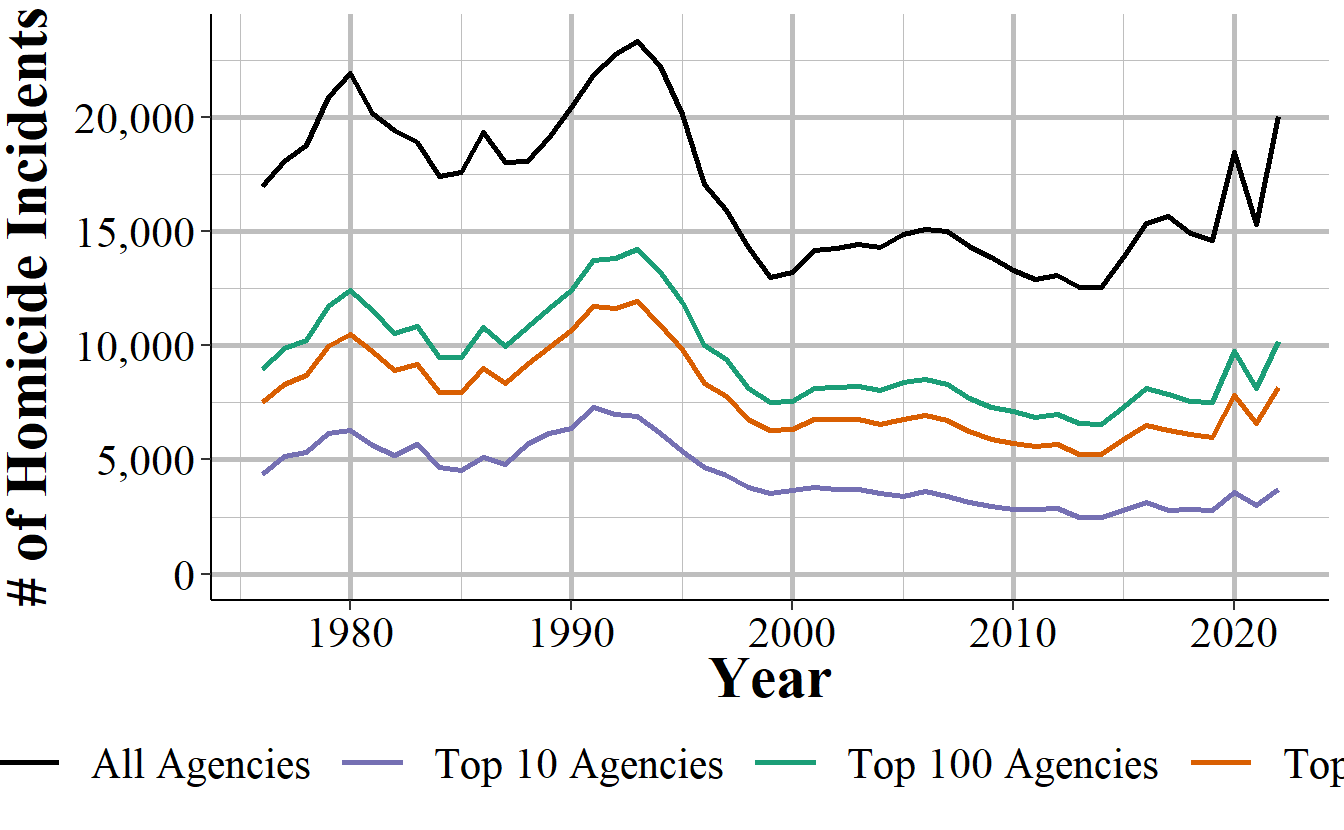 # of Homicide Incidents
20,000
15,000
10,000
5,000
0
1980 1990 2000 2010 2020
Year
All Agencies Top 10 Agencies Top 100 Agencies Top